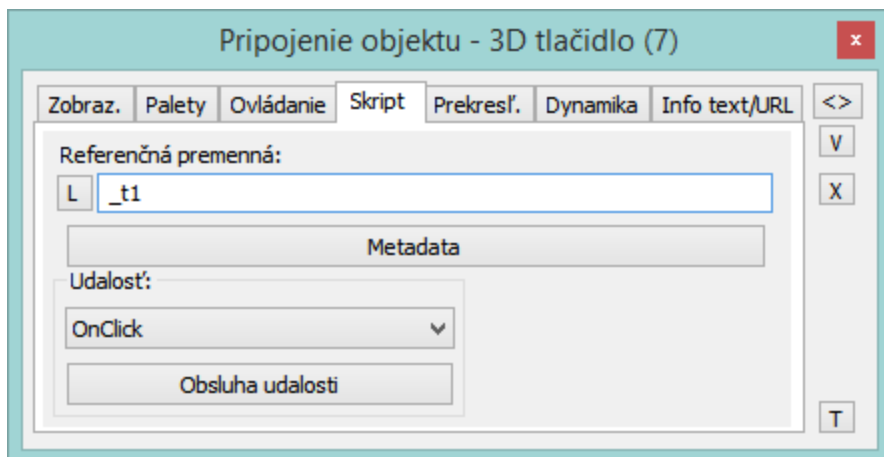 Pripojenie objektu - 3D tlačidlo (7)
x
Zobraz. Palety Ovládanie Skript Prekresľ. Dynamika Info text/URL <>
V
Referenčná premenná:
L _t1 X
Metadata
Udalosť:
OnClick
Obsluha udalosti
T